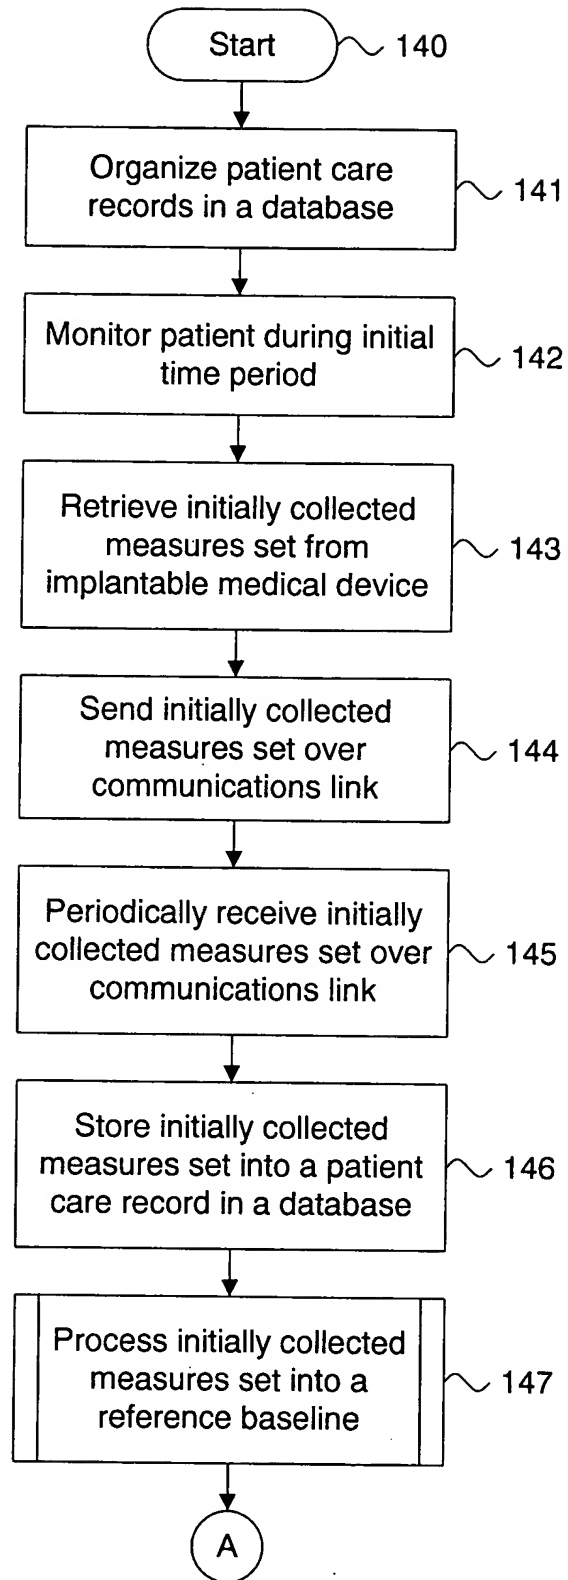 Start 140
Organize patient care
records in a database 141
Monitor patient during initial
time period 142
Retrieve initially collected
measures set from
implantable medical device 143
Send initially collected
measures set over
communications link 144
Periodically receive initially
collected measures set over
communications link 145
Store initially collected
measures set into a patient
care record in a database 146
Process initially collected
measures set into a
reference baseline 147
A